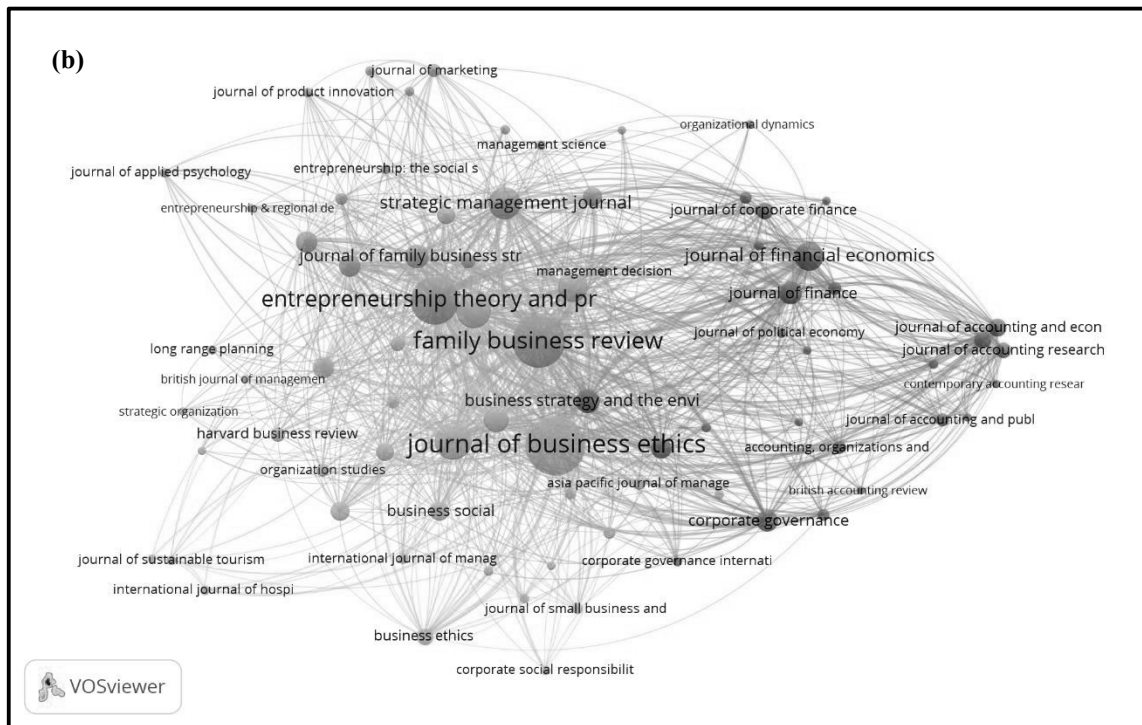 (b)
journal of marketing
journal of product innovation
organizational dynamics
management science
entrepreneurship: the social s
journal of applied psychology
strategic management journal
entrepreneurship & regional de
journal of corporate finance
journal of family business str
journal of financial economics
management decision
entrepreneurship theory and pr
journal of finance
journal of accounting and econ
journal of political economy
family business review
long range planning
journal of accounting research
british journal of managemen
contemporary accounting resear
business strategy and the envi
strategic organization
journal of accounting and publ
harvard business review
journal of business ethics
accounting, organizations and
organization studies
asia pacific journal of manage
british accounting review
business social
corporate governance
journal of sustainable tourism
international journal of manag
corporate governance internati
international journal of hospi
journal of small business and
business ethics
corporate social responsibilit
VOSviewer